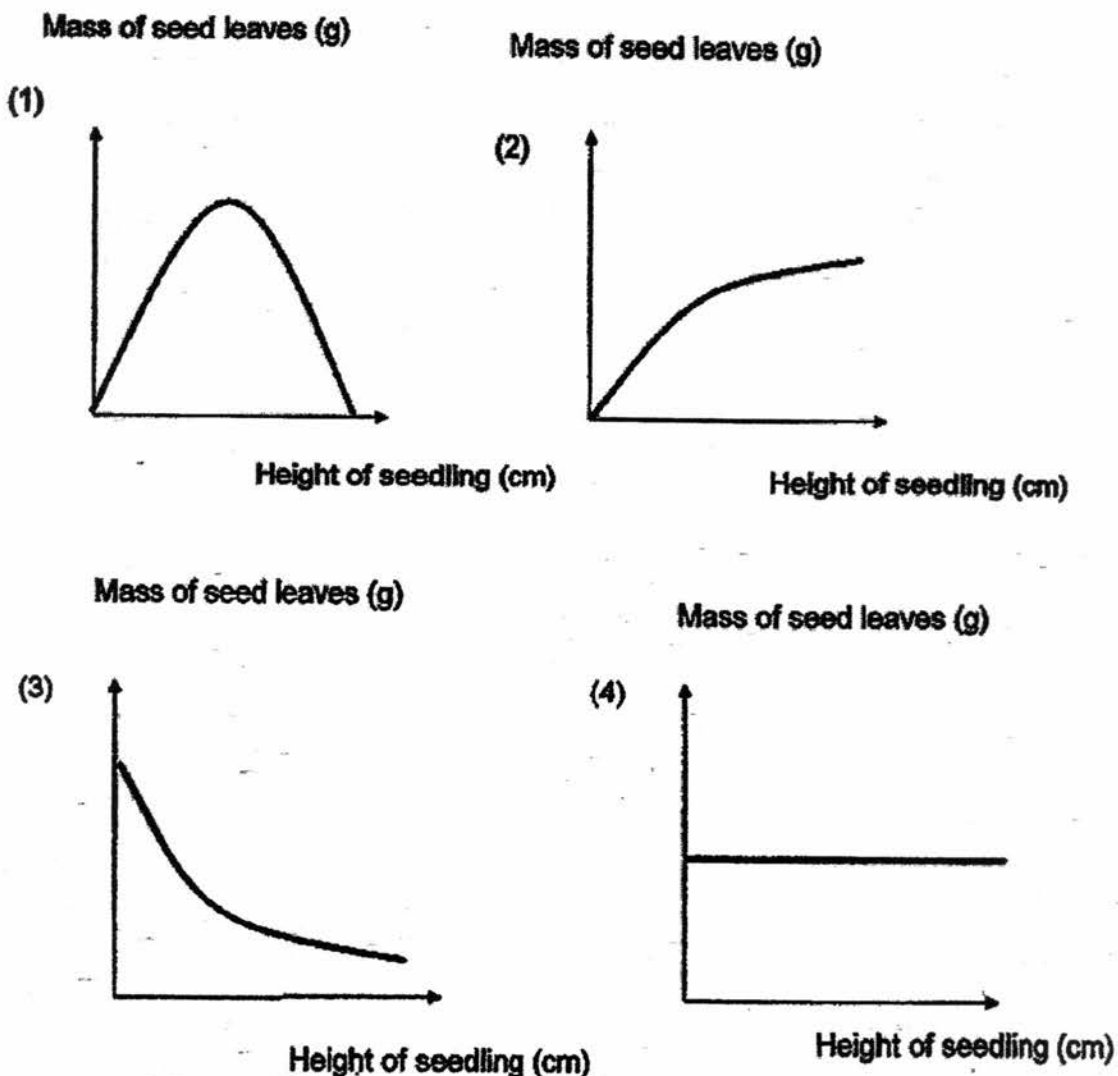 Mass of seed leaves (g)
Mass of seed leaves (g)
(1)
(2)
Height of seedling (cm)
Height of seedling (cm)
Mass of seed leaves (g)
Mass of seed leaves (g)
(3)
(4)
Height of seedling (cm)
Height of seedling (cm)